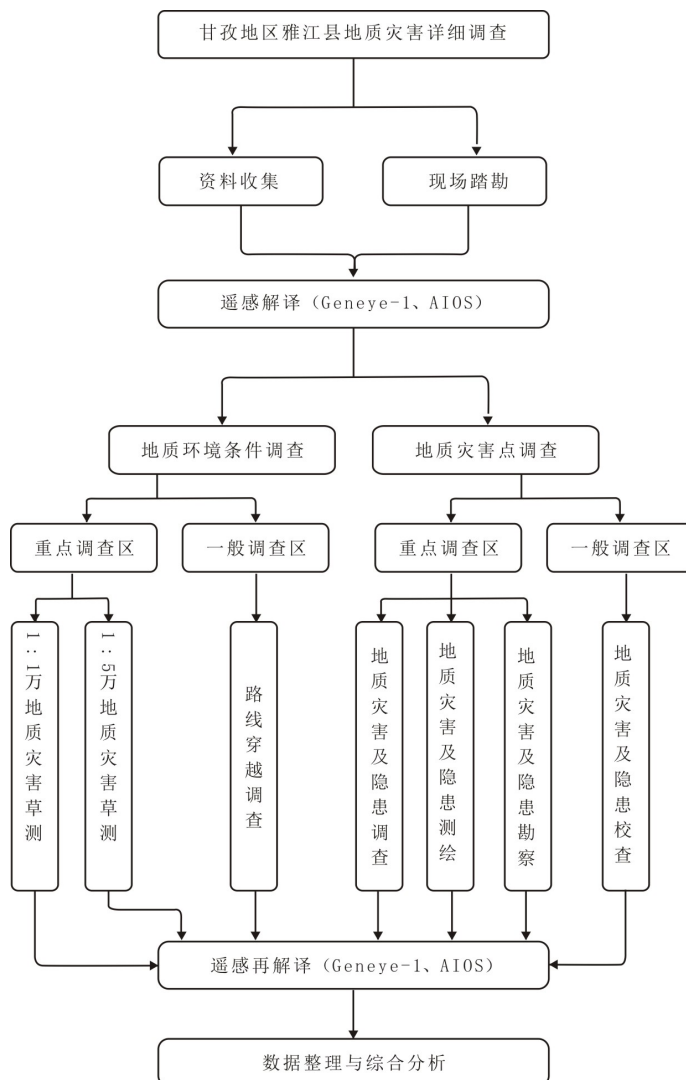 甘孜地区雅江县地质灾害详细调查
资料收集
现场踏勘
遥感解译（Geneye-1、AIOS）
地质环境条件调查
地质灾害点调查
重点调查区
一般调查区
重点调查区
一般调查区
1:1万地质灾害草测
1:5万地质灾害草测
路线穿越调查
地质灾害及隐患调查
地质灾害及隐患测绘
地质灾害及隐患勘察
地质灾害及隐患校查
遥感再解译（Geneye-1、AIOS）
数据整理与综合分析